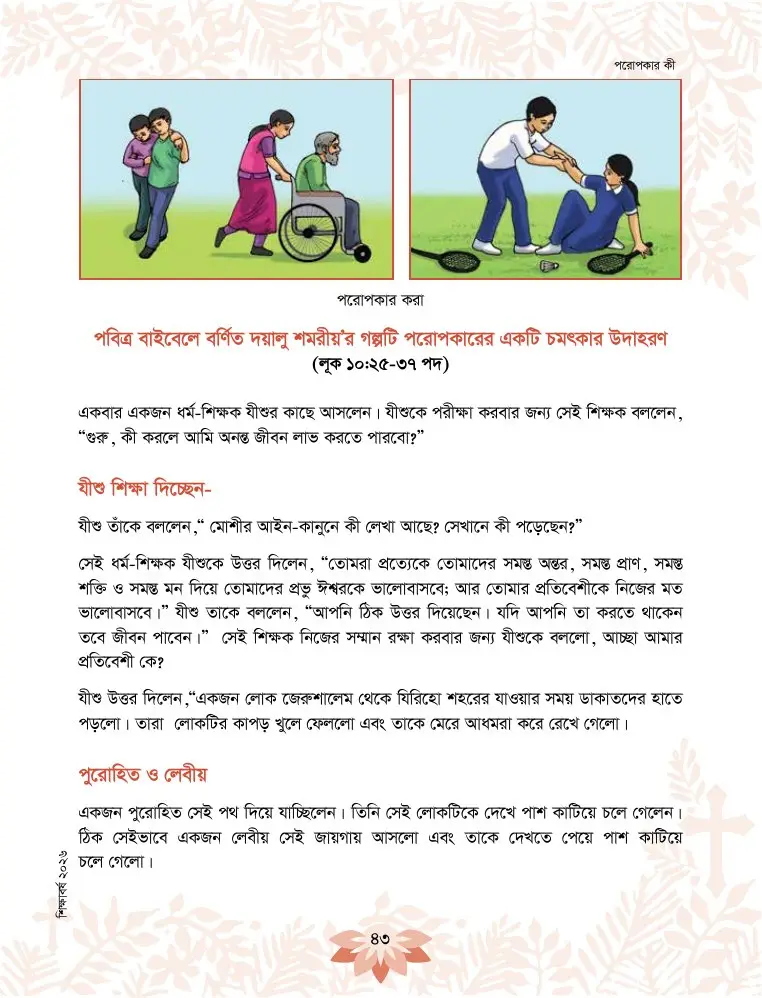 পরোপকার কী
পরোপকার করা
পবিত্র বাইবেলে বর্ণিত দয়ালু শমরীয়'র গল্পটি পরোপকারের একটি চমৎকার উদাহরণ
(লূক ১০:২৫-৩৭ পদ)
একবার একজন ধর্ম-শিক্ষক যীশুর কাছে আসলেন। যীশুকে পরীক্ষা করবার জন্য সেই শিক্ষক বললেন,
“গুরু, কী করলে আমি অনন্ত জীবন লাভ করতে পারবো?”
যীশু শিক্ষা দিচ্ছেন-
যীশু তাঁকে বললেন,“ মোশীর আইন-কানুনে কী লেখা আছে? সেখানে কী পড়েছেন?”
সেই ধর্ম-শিক্ষক যীশুকে উত্তর দিলেন, “তোমরা প্রত্যেকে তোমাদের সমস্ত অন্তর, সমস্ত প্রাণ, সমস্ত
শক্তি ও সমস্ত মন দিয়ে তোমাদের প্রভু ঈশ্বরকে ভালোবাসবে; আর তোমার প্রতিবেশীকে নিজের মত
ভালোবাসবে।” যীশু তাকে বললেন, “আপনি ঠিক উত্তর দিয়েছেন। যদি আপনি তা করতে থাকেন
তবে জীবন পাবেন।” সেই শিক্ষক নিজের সম্মান রক্ষা করবার জন্য যীশুকে বললো, আচ্ছা আমার
প্রতিবেশী কে?
যীশু উত্তর দিলেন,“একজন লোক জেরুশালেম থেকে যিরিহো শহরের যাওয়ার সময় ডাকাতদের হাতে
পড়লো। তারা লোকটির কাপড় খুলে ফেললো এবং তাকে মেরে আধমরা করে রেখে গেলো।
পুরোহিত ও লেবীয়
একজন পুরোহিত সেই পথ দিয়ে যাচ্ছিলেন। তিনি সেই লোকটিকে দেখে পাশ কাটিয়ে চলে গেলেন।
ঠিক সেইভাবে একজন লেবীয় সেই জায়গায় আসলো এবং তাকে দেখতে পেয়ে পাশ কাটিয়ে
চলে গেলো।
শিক্ষাবর্ষ ২০২৬
৪৩